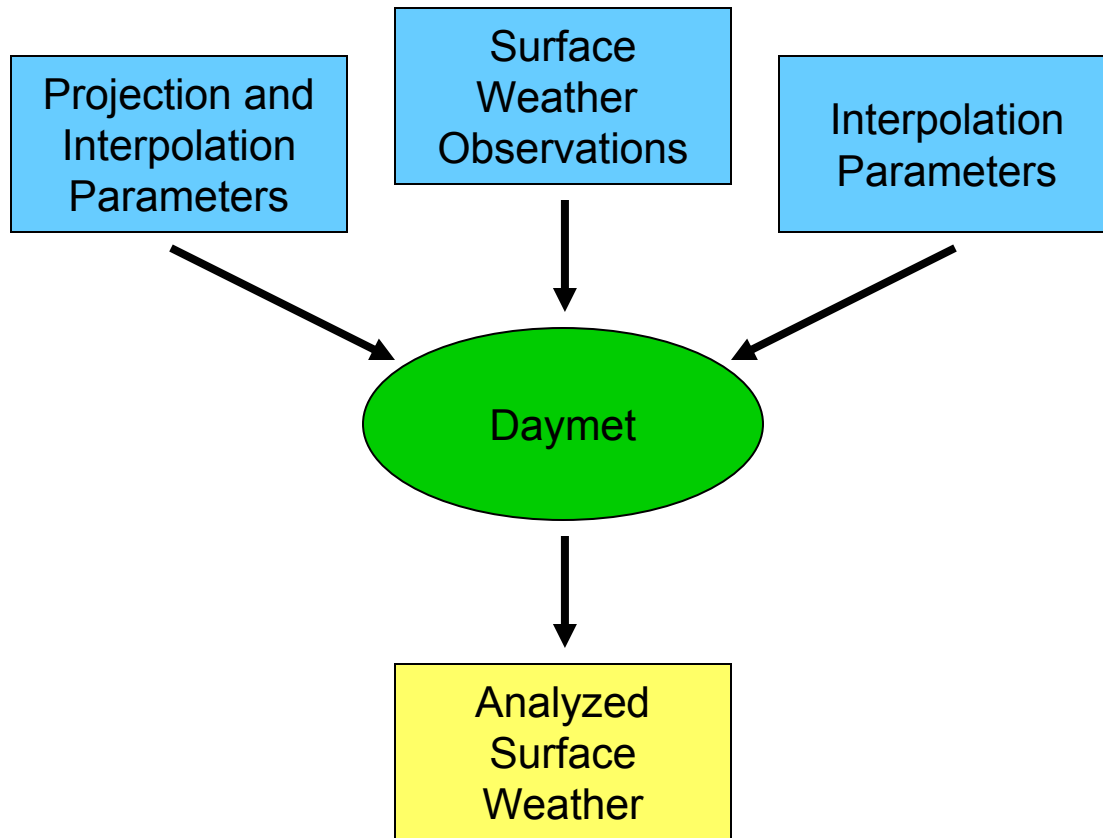 Projection and
Interpolation
Parameters
Surface
Weather
Observations
Interpolation
Parameters
Daymet
Analyzed
Surface
Weather